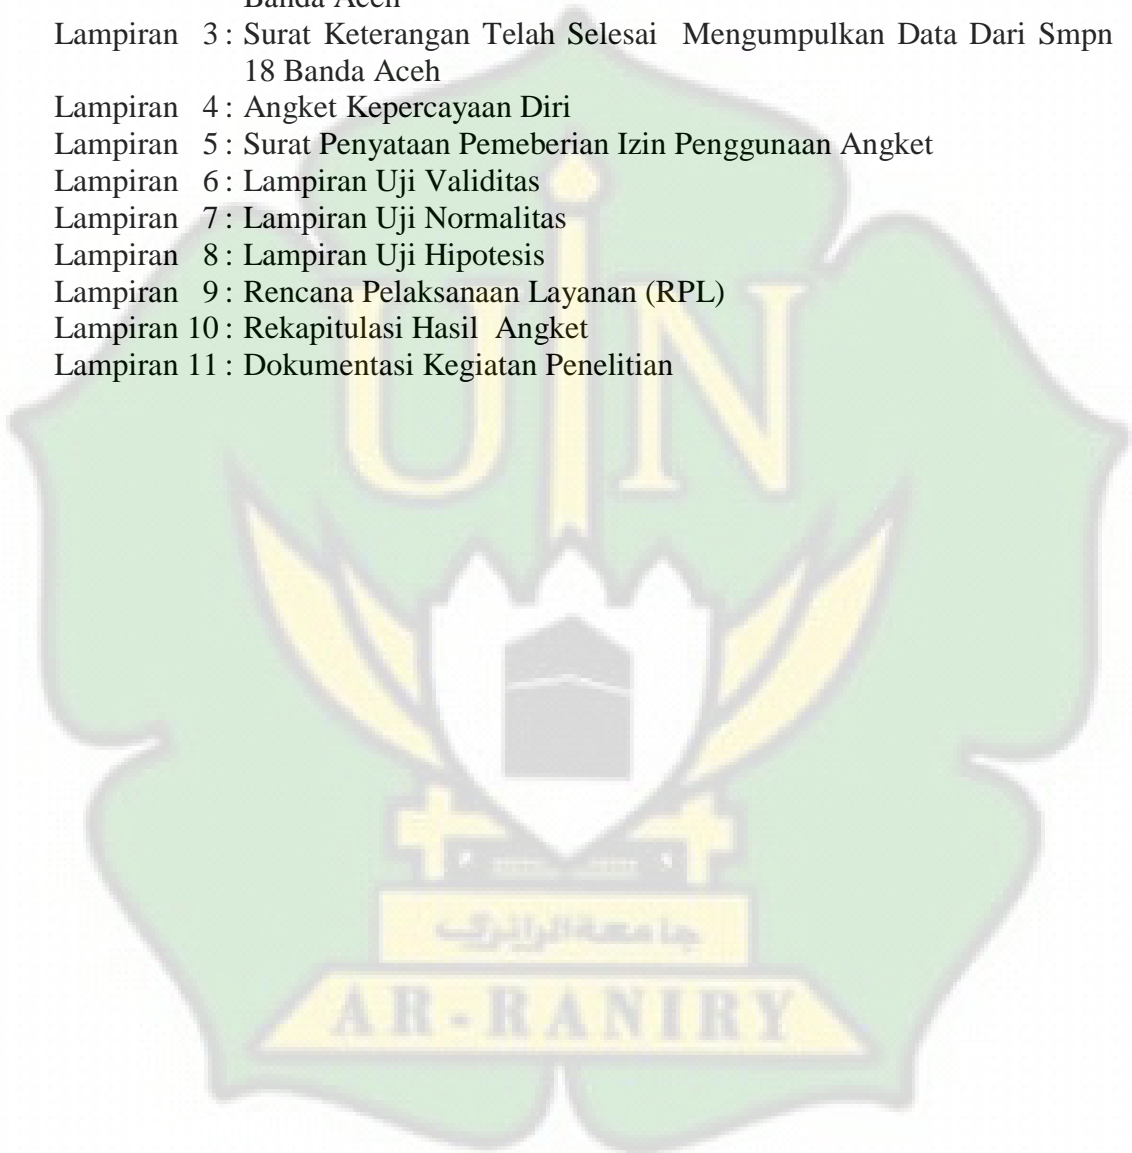 Banda Aceh
Lampiran 3 : Surat Keterangan Telah Selesai Mengumpulkan Data Dari Smpn
18 Banda Aceh
Lampiran 4 : Angket Kepercayaan Diri
Lampiran 5 : Surat Penyataan Pemeberian Izin Penggunaan Angket
Lampiran 6 : Lampiran Uji Validitas
Lampiran 7 : Lampiran Uji Normalitas
Lampiran 8 : Lampiran Uji Hipotesis
Lampiran 9 : Rencana Pelaksanaan Layanan (RPL)
Lampiran 10 : Rekapitulasi Hasil Angket
Lampiran 11 : Dokumentasi Kegiatan Penelitian
UIN
جامعة الرانري
AR-RANIRY